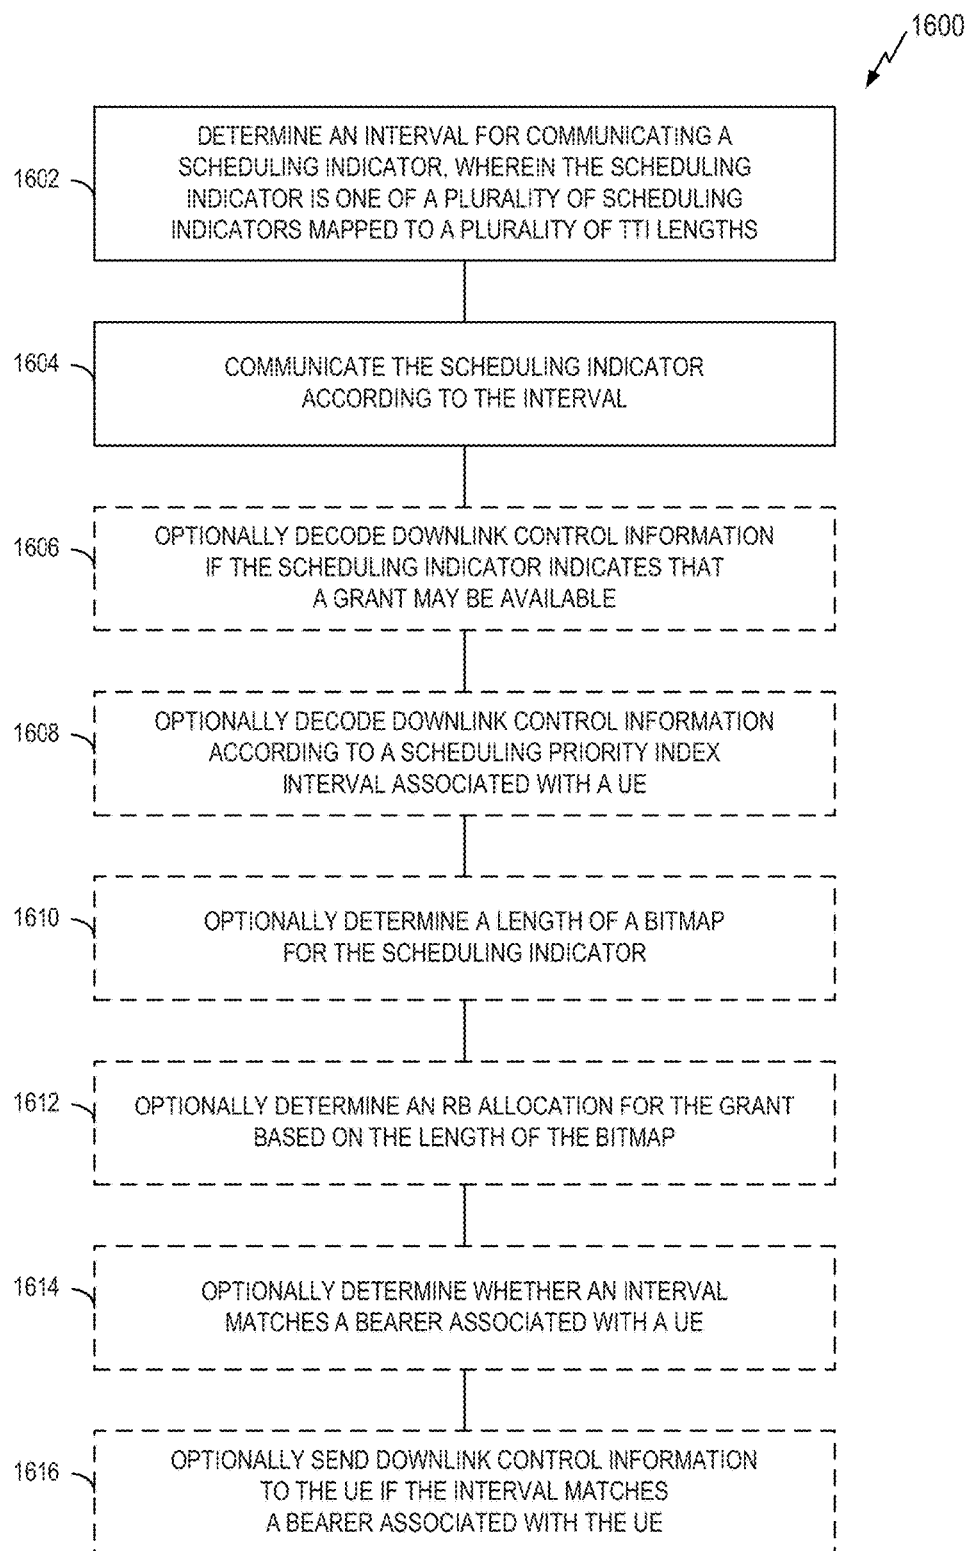 1600
1602
DETERMINE AN INTERVAL FOR COMMUNICATING A
SCHEDULING INDICATOR, WHEREIN THE SCHEDULING
INDICATOR IS ONE OF A PLURALITY OF SCHEDULING
INDICATORS MAPPED TO A PLURALITY OF TTI LENGTHS
1604
COMMUNICATE THE SCHEDULING INDICATOR
ACCORDING TO THE INTERVAL
1606
OPTIONALLY DECODE DOWNLINK CONTROL INFORMATION
IF THE SCHEDULING INDICATOR INDICATES THAT
A GRANT MAY BE AVAILABLE
1608
OPTIONALLY DECODE DOWNLINK CONTROL INFORMATION
ACCORDING TO A SCHEDULING PRIORITY INDEX
INTERVAL ASSOCIATED WITH A UE
1610
OPTIONALLY DETERMINE A LENGTH OF A BITMAP
FOR THE SCHEDULING INDICATOR
1612
OPTIONALLY DETERMINE AN RB ALLOCATION FOR THE GRANT
BASED ON THE LENGTH OF THE BITMAP
1614
OPTIONALLY DETERMINE WHETHER AN INTERVAL
MATCHES A BEARER ASSOCIATED WITH A UE
1616
OPTIONALLY SEND DOWNLINK CONTROL INFORMATION
TO THE UE IF THE INTERVAL MATCHES
A BEARER ASSOCIATED WITH THE UE